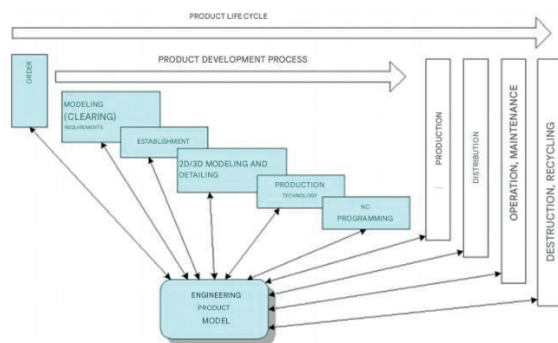 PRODUCT LIFE CYCLE
PRODUCT DEVELOPMENT PROCESS
ORDER
MODELING
(CLEARING)
REQUIREMENTS
ESTABLISHMENT
2D/3D MODELING AND
DETAILING
PRODUCTION
TECHNOLOGY
NC
PROGRAMMING
PRODUCTION
DISTRIBUTION
OPERATION, MAINTENANCE
DESTRUCTION, RECYCLING
ENGINEERING
PRODUCT
MODEL